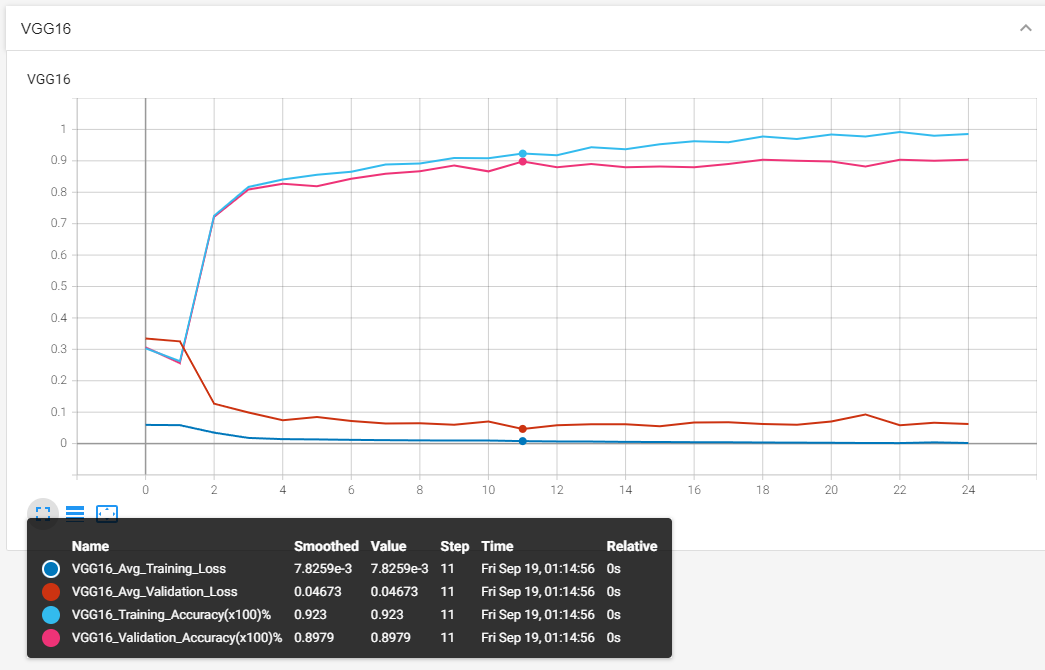 VGG16
VGG16
1
0.9
0.8
0.7
0.6
0.5
0.4
0.3
0.2
0.1
0
0 2 4 6 8 10 12 14 16 18 20 22 24
Name Smoothed Value Step Time Relative
VGG16_Avg_Training_Loss 7.8259e-3 7.8259e-3 11 Fri Sep 19, 01:14:56 0s
VGG16_Avg_Validation_Loss 0.04673 0.04673 11 Fri Sep 19, 01:14:56 0s
VGG16_Training_Accuracy(x100)% 0.923 0.923 11 Fri Sep 19, 01:14:56 0s
VGG16_Validation_Accuracy(x100)% 0.8979 0.8979 11 Fri Sep 19, 01:14:56 0s